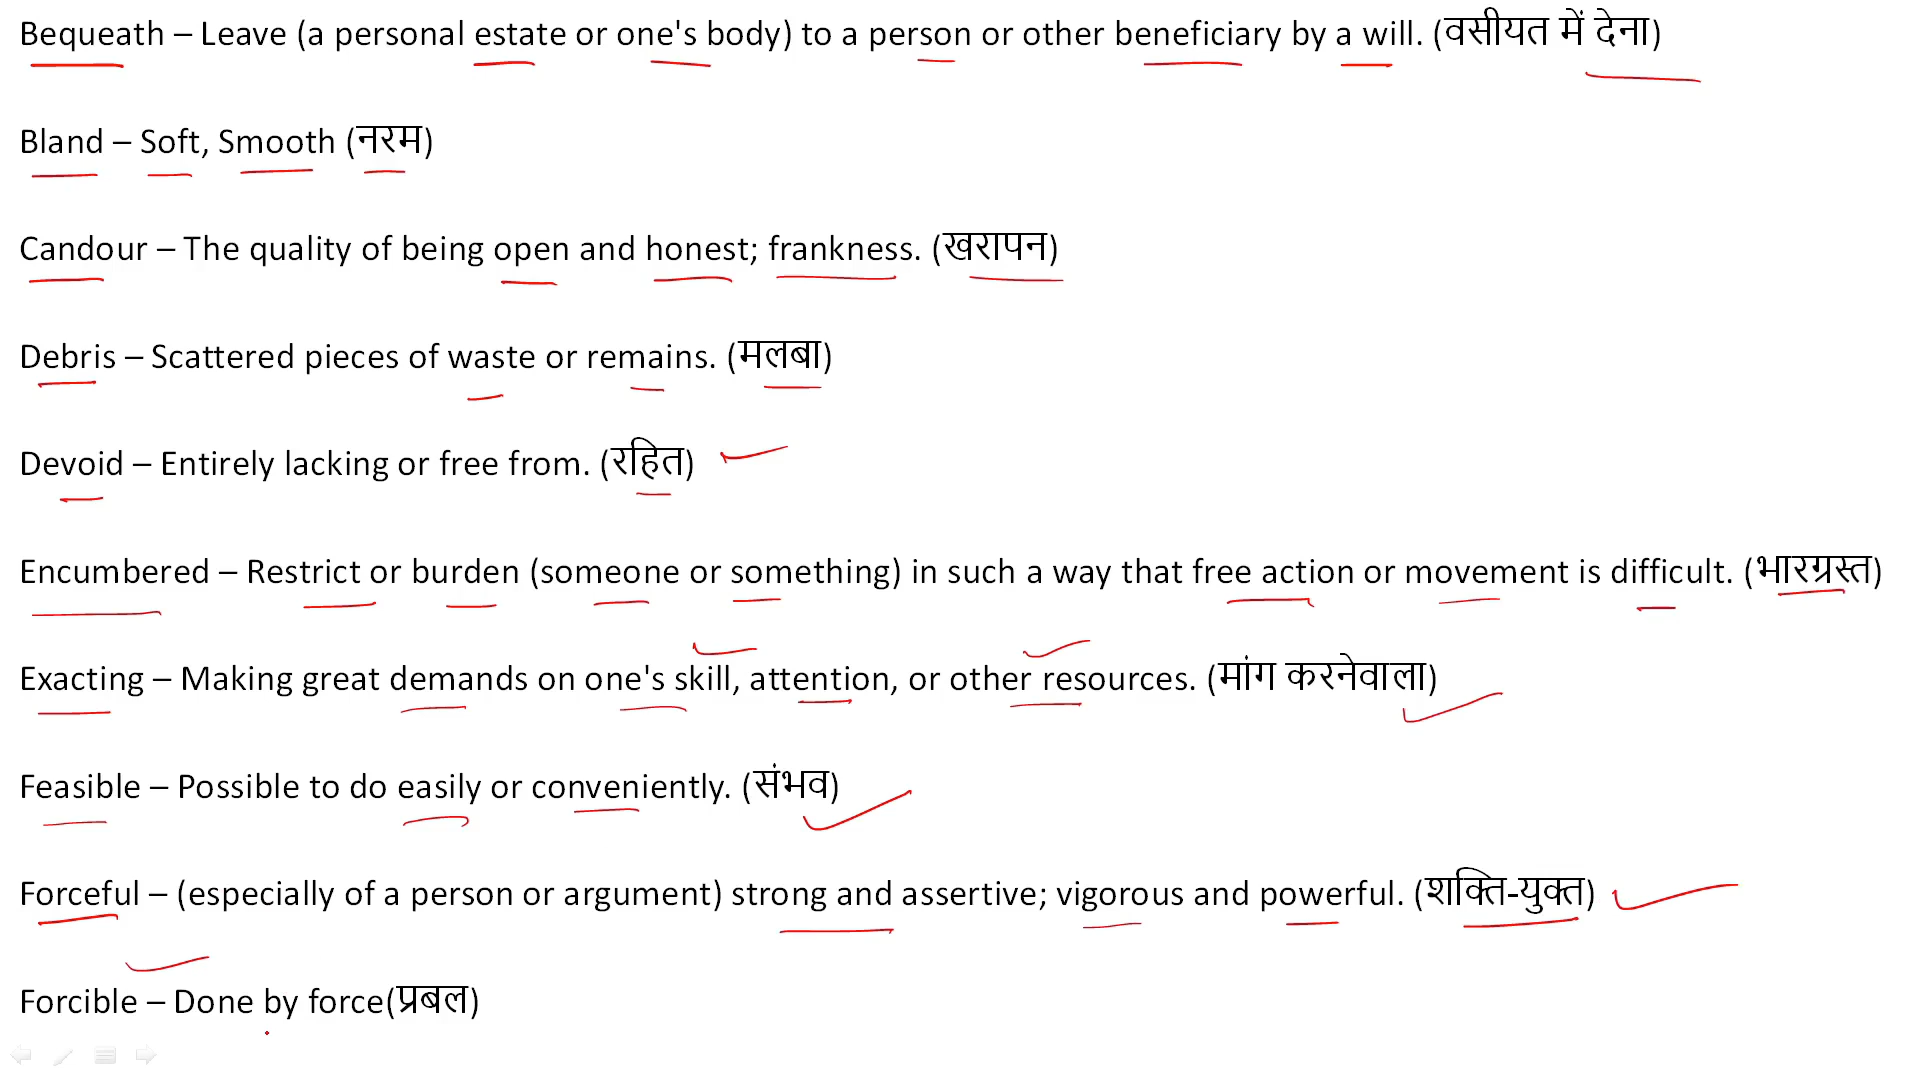 Bequeath – Leave (a personal estate or one's body) to a person or other beneficiary by a will. (वसीयत में देना)
Bland – Soft, Smooth (नरम)
Candour – The quality of being open and honest; frankness. (खरापन)
Debris – Scattered pieces of waste or remains. (मलबा)
Devoid – Entirely lacking or free from. (रहित)
Encumbered – Restrict or burden (someone or something) in such a way that free action or movement is difficult. (भारग्रस्त)
Exacting – Making great demands on one's skill, attention, or other resources. (मांग करनेवाला)
Feasible – Possible to do easily or conveniently. (संभव)
Forceful – (especially of a person or argument) strong and assertive; vigorous and powerful. (शक्ति-युक्त)
Forcible – Done by force(प्रबल)